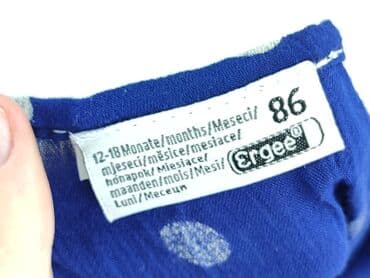 12-18 Monate/months/Meseci/ 86
mjeseci/měsíce/mesiace/
hónapok/Miesiące/
maanden/mois/Mesi/
Luni/Месеци
Ergee®